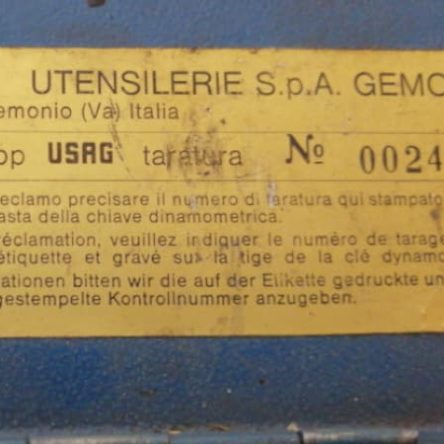 UTENSILERIE S.p.A. GEMO
emonio (Va) Italia
op USAG taratura No 0024
eclamo precisare il numero di taratura qui stampato
asta della chiave dinamometrica.
réclamation, veuillez indiquer le numéro de tarag
étiquette et gravé sur la tige de la clé dynamo
ationen bitten wir die auf der Etikette gedruckte un
gestempelte Kontrollnummer anzugeben.